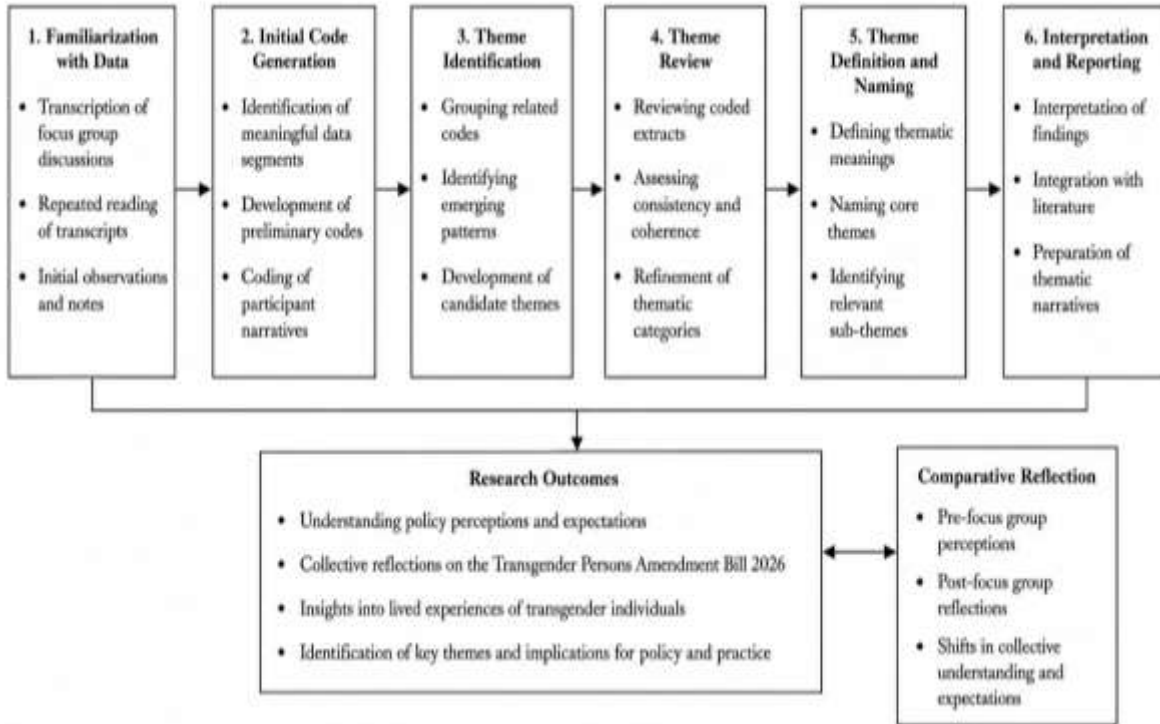 1. Familiarization
with Data
• Transcription of
focus group
discussions
• Repeated reading
of transcripts
• Initial observations
and notes
2. Initial Code
Generation
• Identification of
meaningful data
segments
• Development of
preliminary codes
• Coding of
participant
narratives
3. Theme
Identification
• Grouping related
codes
• Identifying
emerging
patterns
• Development of
candidate themes
4. Theme
Review
• Reviewing coded
extracts
• Assessing
consistency and
coherence
• Refinement of
thematic
categories
5. Theme
Definition and
Naming
• Defining thematic
meanings
• Naming core
themes
• Identifying
relevant
sub-themes
6. Interpretation
and Reporting
• Interpretation of
findings
• Integration with
literature
• Preparation of
thematic
narratives
Research Outcomes
• Understanding policy perceptions and expectations
• Collective reflections on the Transgender Persons Amendment Bill 2026
• Insights into lived experiences of transgender individuals
• Identification of key themes and implications for policy and practice
Comparative Reflection
• Pre-focus group
perceptions
• Post-focus group
reflections
• Shifts in collective
understanding and
expectations